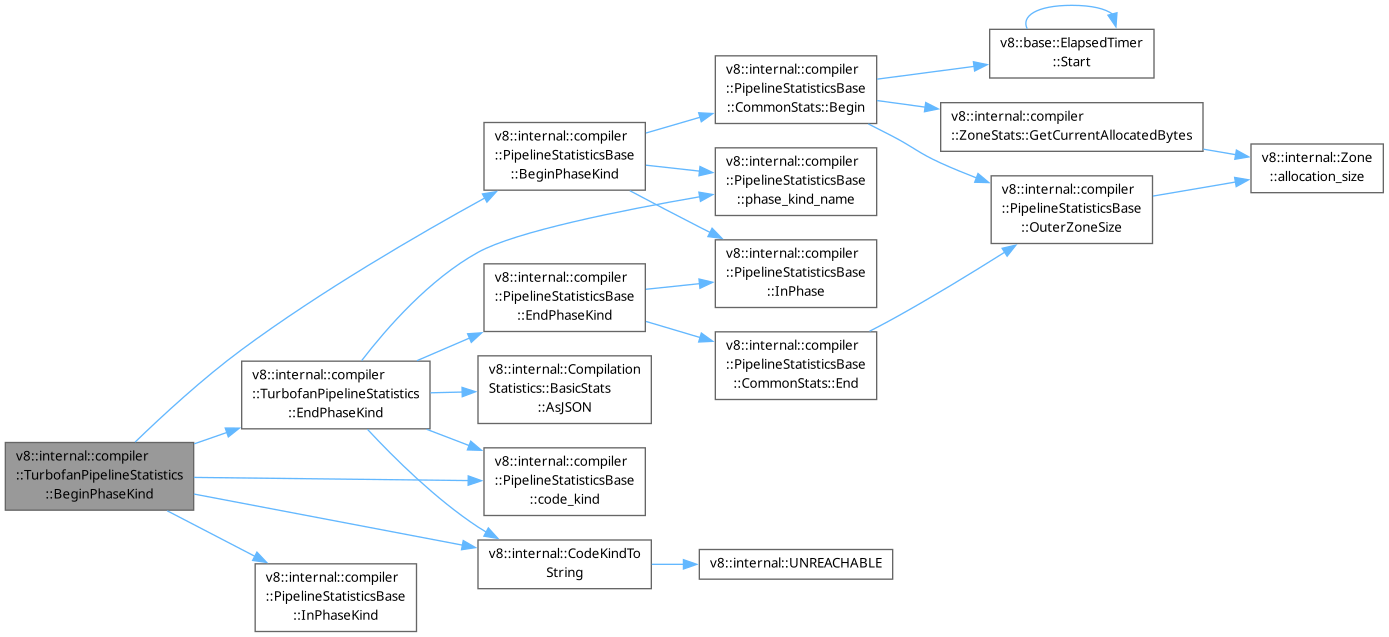 v8::base::ElapsedTimer
::Start
v8::internal::compiler
::PipelineStatisticsBase
::CommonStats::Begin
v8::internal::compiler
::ZoneStats::GetCurrentAllocatedBytes
v8::internal::compiler
::PipelineStatisticsBase
::BeginPhaseKind
v8::internal::Zone
::allocation_size
v8::internal::compiler
::PipelineStatisticsBase
::phase_kind_name
v8::internal::compiler
::PipelineStatisticsBase
::OuterZoneSize
v8::internal::compiler
::PipelineStatisticsBase
::InPhase
v8::internal::compiler
::PipelineStatisticsBase
::EndPhaseKind
v8::internal::compiler
::PipelineStatisticsBase
::CommonStats::End
v8::internal::compiler
::TurbofanPipelineStatistics
::EndPhaseKind
v8::internal::Compilation
Statistics::BasicStats
::AsJSON
v8::internal::compiler
::TurbofanPipelineStatistics
::BeginPhaseKind
v8::internal::compiler
::PipelineStatisticsBase
::code_kind
v8::internal::CodeKindTo
String
v8::internal::UNREACHABLE
v8::internal::compiler
::PipelineStatisticsBase
::InPhaseKind